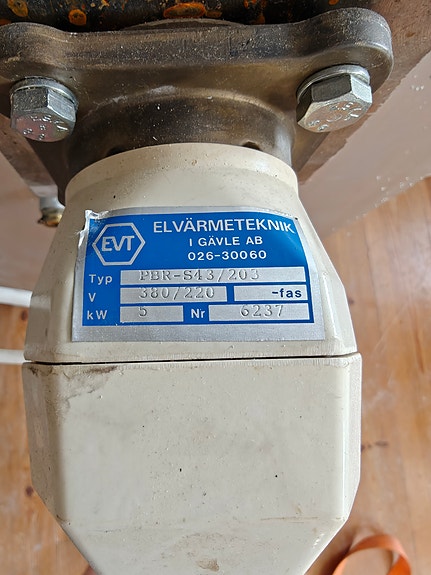 EVT
ELVÄRMETEKNIK
I GÄVLE AB
026-30060
Typ PBR-S43/203
V 380/220 -fas
kW 5 Nr 6237